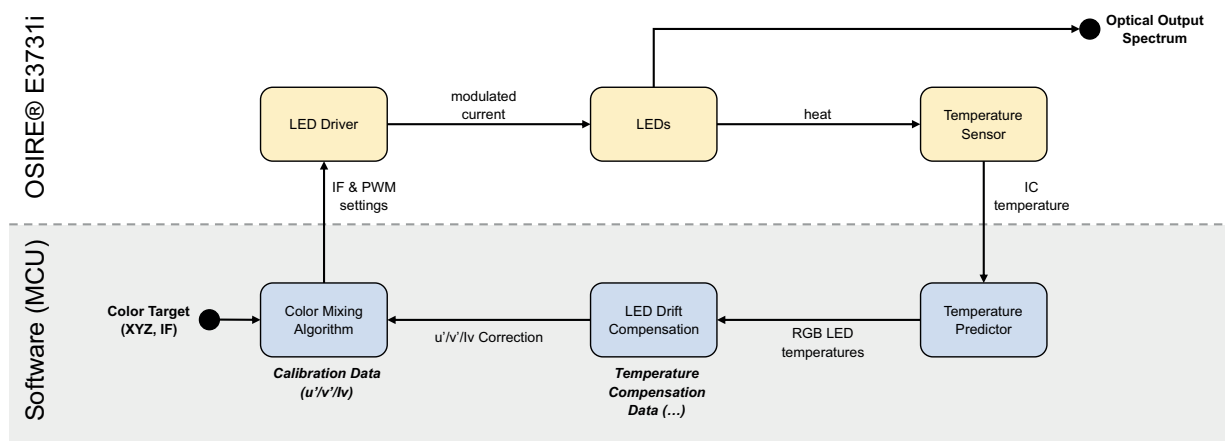 OSIRE® E3731i
Optical Output
Spectrum
LED Driver
modulated
current
LEDs
heat
Temperature
Sensor
IF & PWM
settings
IC
temperature
Software (MCU)
Color Target
(XYZ, IF)
Color Mixing
Algorithm
u'/v'/Iv Correction
LED Drift
Compensation
RGB LED
temperatures
Temperature
Predictor
Calibration Data
(u'/v'/Iv)
Temperature
Compensation
Data (...)